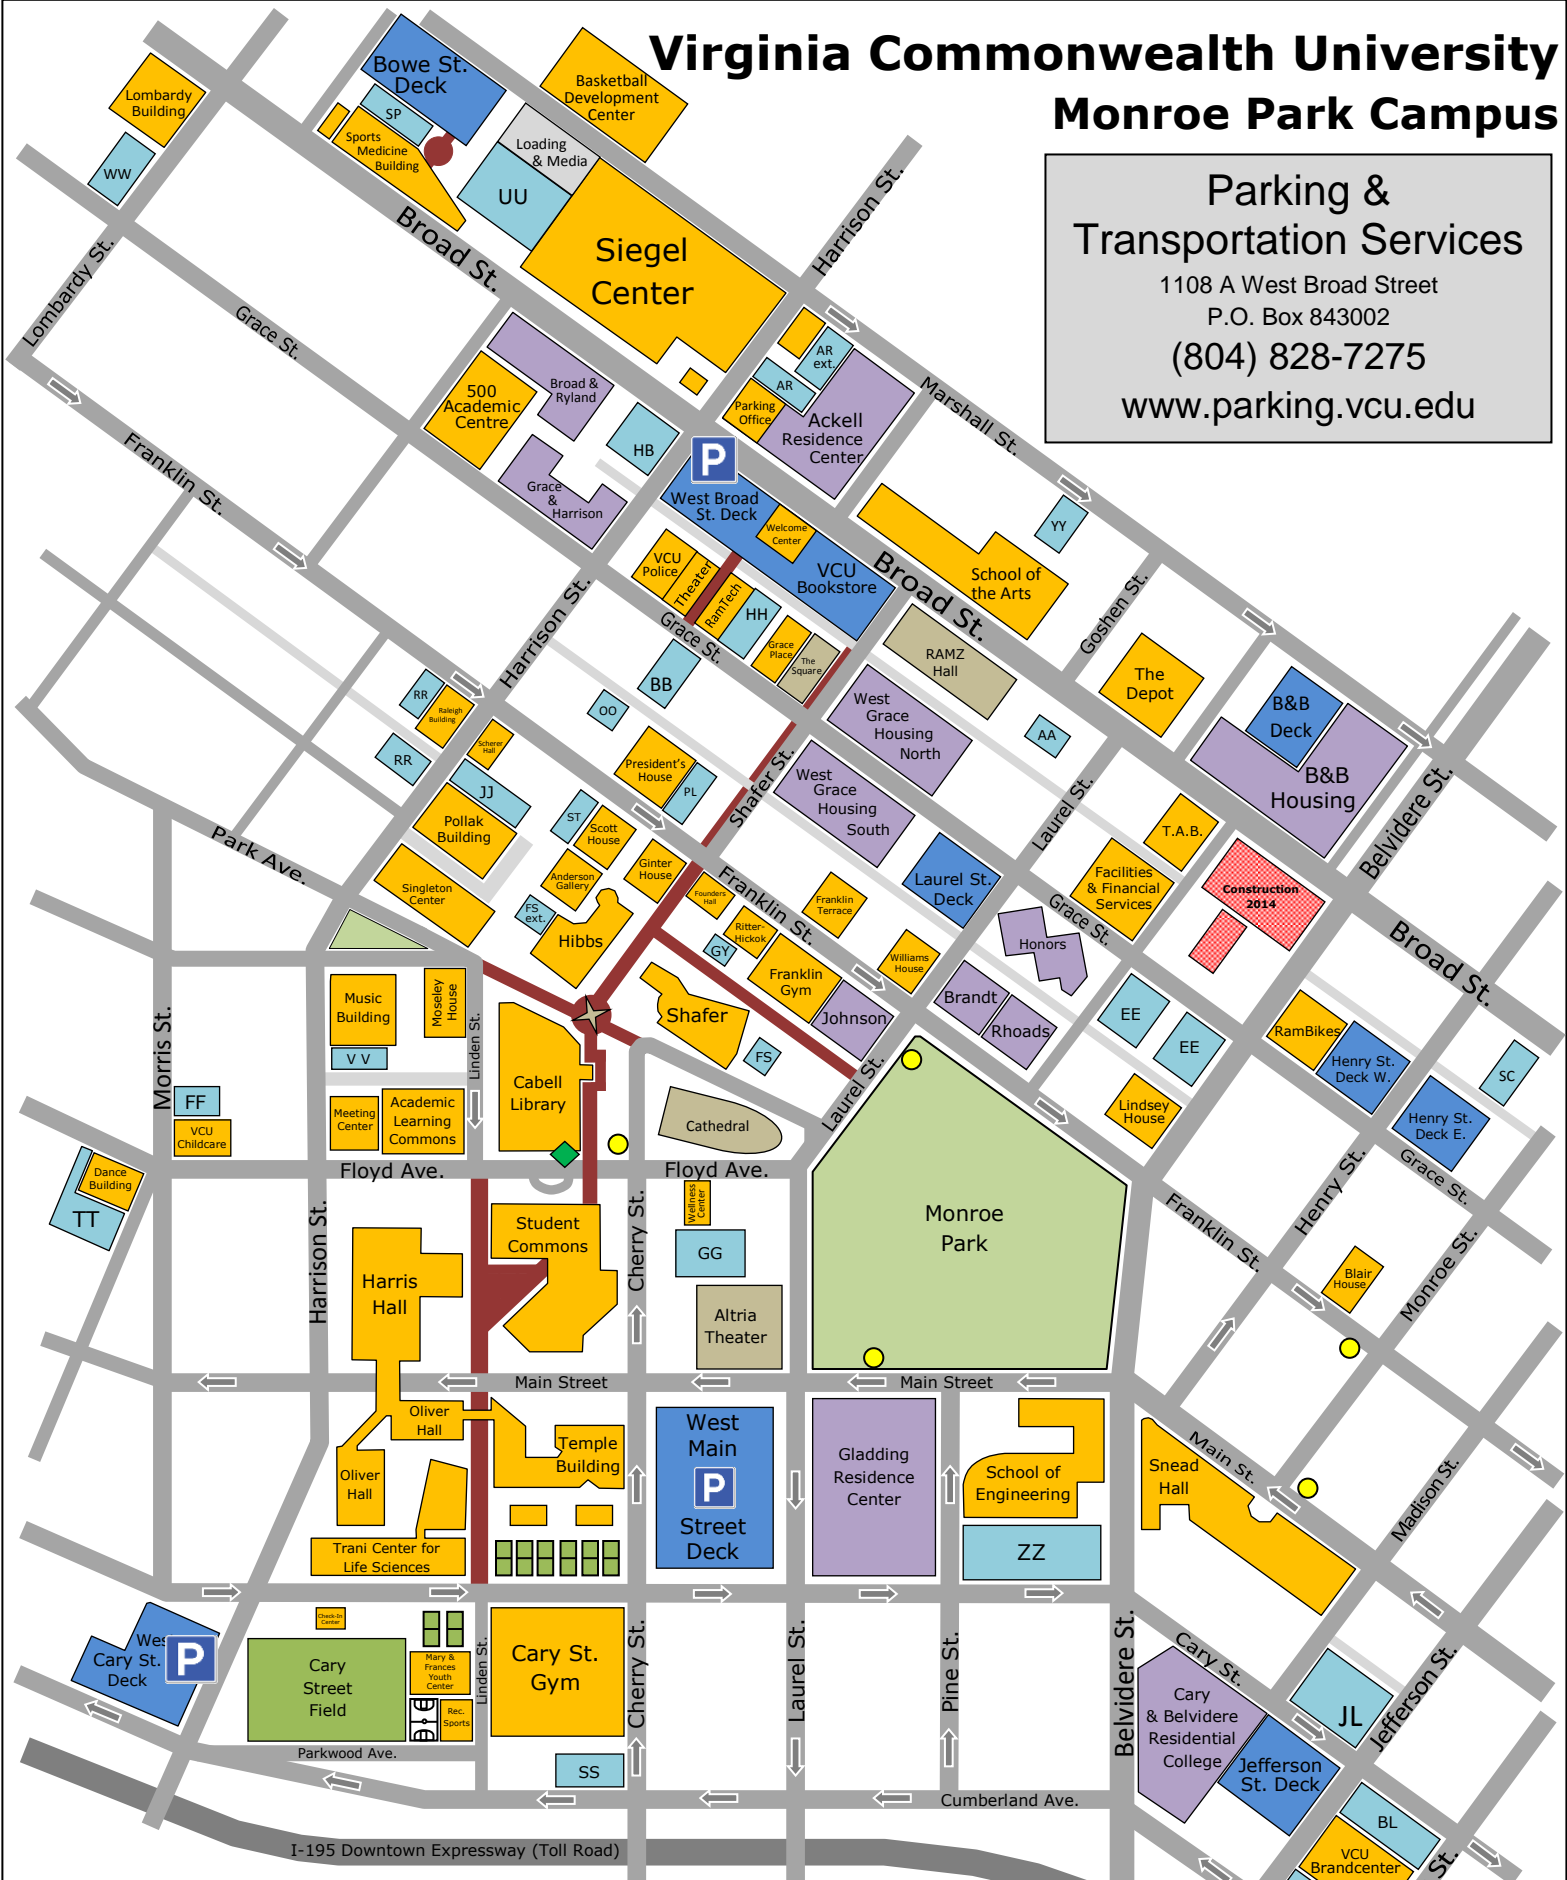 Virginia Commonwealth University
Monroe Park Campus
Parking &
Transportation Services
1108 A West Broad Street
P.O. Box 843002
(804) 828-7275
www.parking.vcu.edu
Bowe St.
Deck
SP
Sports
Medicine
Building
Lombardy
Building
WW
Basketball
Development
Center
Loading
& Media
UU
Siegel
Center
Broad St.
Harrison St.
Lombardy St.
Grace St.
Franklin St.
500
Academic
Centre
Broad &
Ryland
Grace
&
Harrison
HB
AR
ext.
AR
Parking
Office
Ackell
Residence
Center
Marshall St.
P
West Broad
St. Deck
Welcome
Center
VCU
Bookstore
Broad St.
School of
the Arts
YY
Goshen St.
VCU
Police
Theater
RamTech
HH
Grace
Place
The
Square
Grace St.
Harrison St.
BB
OO
RAMZ
Hall
The
Depot
B&B
Deck
B&B
Housing
Belvidere St.
RR
Raleigh
Building
Scherer
Hall
RR
JJ
Pollak
Building
President's
House
PL
Shafer St.
West
Grace
Housing
North
West
Grace
Housing
South
AA
Laurel St.
ST
Scott
House
Park Ave.
Singleton
Center
Anderson
Gallery
FS
ext.
Ginter
House
Hibbs
Founders
Hall
Franklin St.
Ritter-
Hickok
GY
Franklin
Terrace
Laurel St.
Deck
T.A.B.
Facilities
& Financial
Services
Construction
2014
Broad St.
Grace St.
Honors
Franklin
Gym
Williams
House
Johnson
Brandt
Rhoads
EE
EE
RamBikes
Henry St.
Deck W.
Henry St.
Deck E.
SC
Morris St.
Music
Building
Moseley
House
V V
Linden St.
Cabell
Library
Shafer
FS
Laurel St.
Lindsey
House
FF
VCU
Childcare
Meeting
Center
Academic
Learning
Commons
Cathedral
Floyd Ave.
Floyd Ave.
Dance
Building
TT
Harrison St.
Harris
Hall
Student
Commons
Cherry St.
Wellness
Center
GG
Altria
Theater
Monroe
Park
Franklin St.
Henry St.
Grace St.
Monroe St.
Blair
House
Main Street
Main Street
Oliver
Hall
Oliver
Hall
Temple
Building
West
Main
P
Street
Deck
Gladding
Residence
Center
School of
Engineering
ZZ
Snead
Hall
Main St.
Madison St.
Trani Center for
Life Sciences
Cary St.
Deck
P
Check-In
Center
Cary
Street
Field
Mary &
Frances
Youth
Center
Rec.
Sports
Linden St.
Cary St.
Gym
Cherry St.
Laurel St.
Pine St.
Belvidere St.
Cary St.
Cary
& Belvidere
Residential
College
Jefferson
St. Deck
JL
Jefferson St.
Parkwood Ave.
SS
Cumberland Ave.
I-195 Downtown Expressway (Toll Road)
BL
VCU
Brandcenter
St.